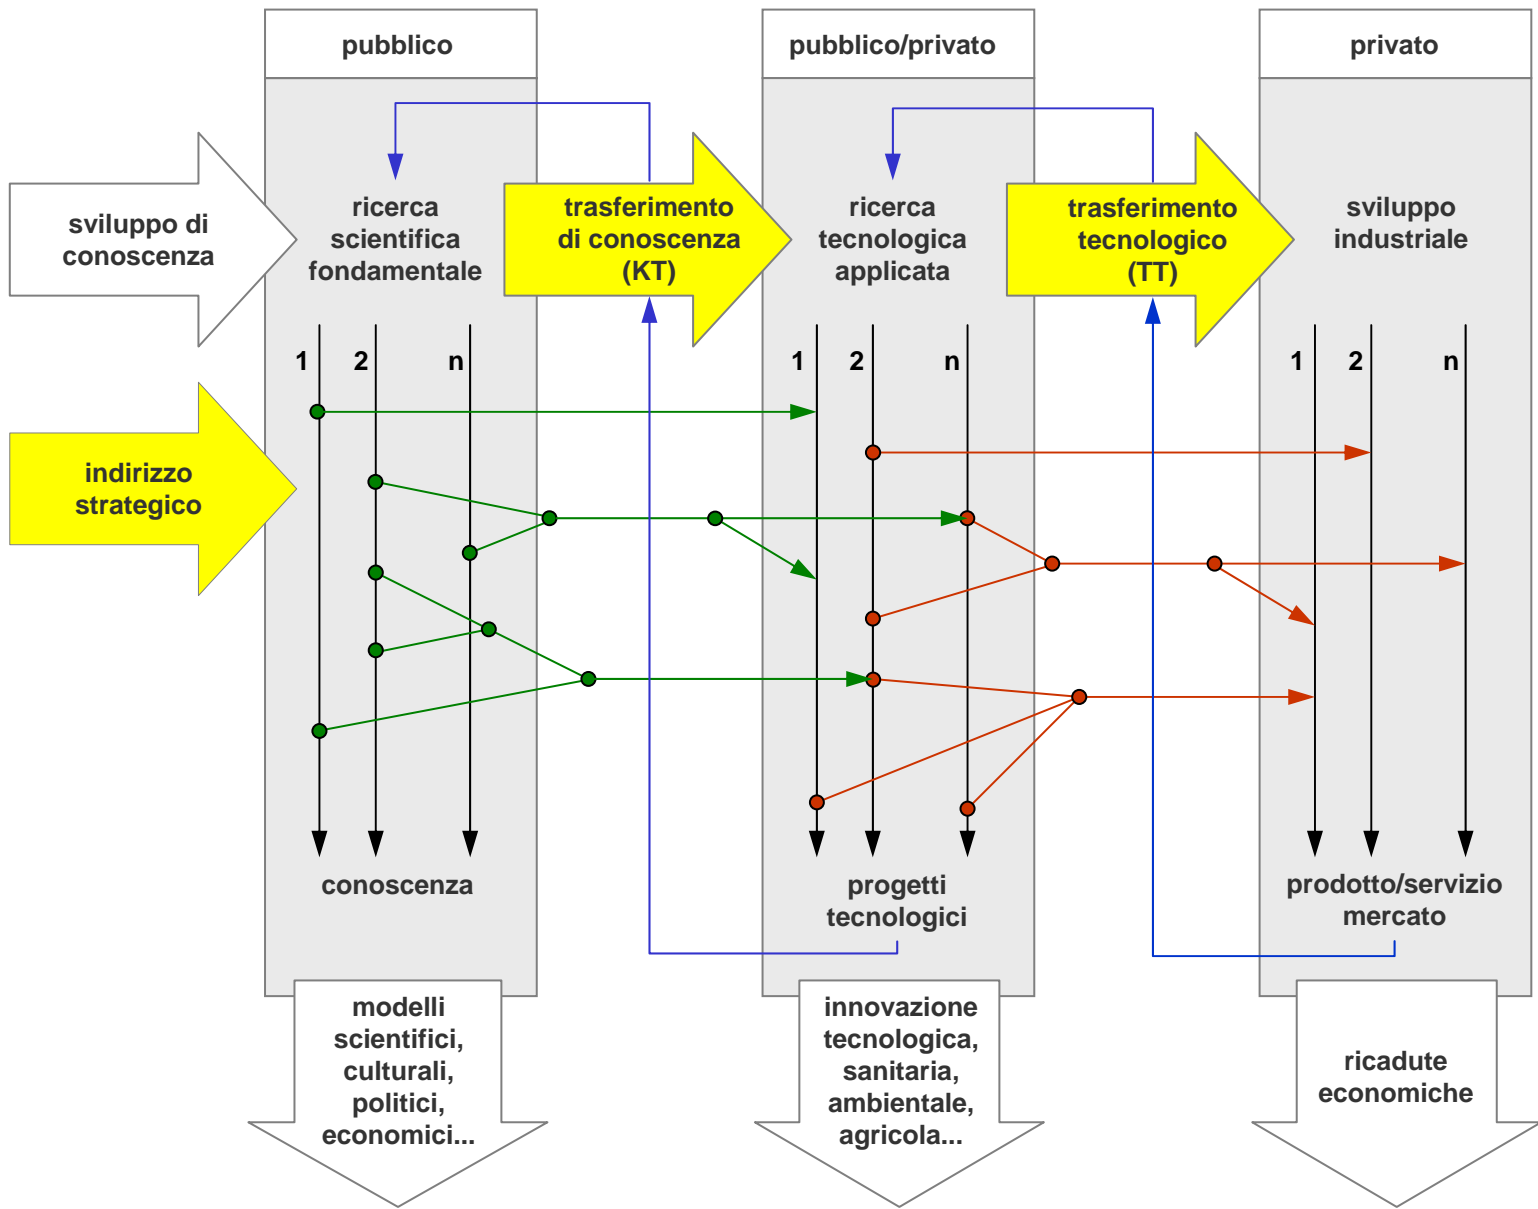 pubblico
pubblico/privato
privato
sviluppo di
conoscenza
ricerca
scientifica
fondamentale
trasferimento
di conoscenza
(KT)
ricerca
tecnologica
applicata
trasferimento
tecnologico
(TT)
sviluppo
industriale
1 2 n
1 2 n
1 2 n
indirizzo
strategico
conoscenza
progetti
tecnologici
prodotto/servizio
mercato
modelli
scientifici,
culturali,
politici,
economici...
innovazione
tecnologica,
sanitaria,
ambientale,
agricola...
ricadute
economiche